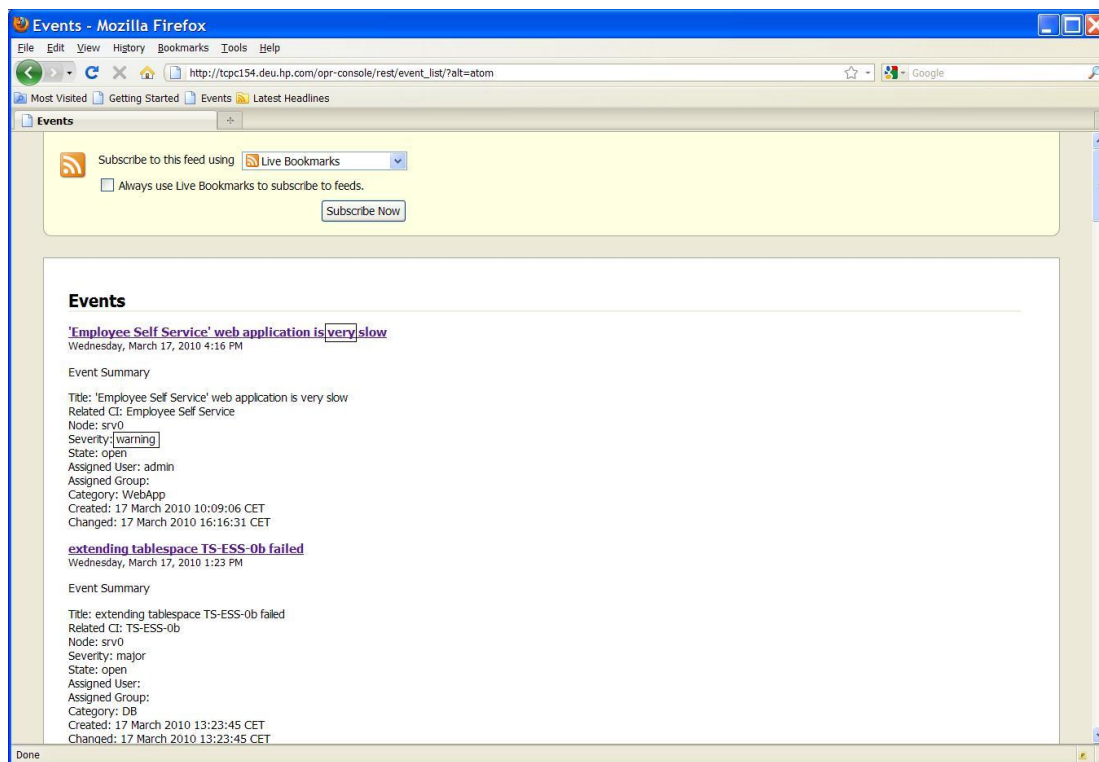 Events - Mozilla Firefox
File Edit View History Bookmarks Tools Help
http://tcpc154.deu.hp.com/opr-console/rest/event_list/?alt=atom
Google
Most Visited Getting Started Events Latest Headlines
Events
Subscribe to this feed using Live Bookmarks
Always use Live Bookmarks to subscribe to feeds.
Subscribe Now
Events
'Employee Self Service' web application is very slow
Wednesday, March 17, 2010 4:16 PM
Event Summary
Title: 'Employee Self Service' web application is very slow
Related CI: Employee Self Service
Node: srv0
Severity: warning
State: open
Assigned User: admin
Assigned Group:
Category: WebApp
Created: 17 March 2010 10:09:06 CET
Changed: 17 March 2010 16:16:31 CET
extending tablespace TS-ESS-0b failed
Wednesday, March 17, 2010 1:23 PM
Event Summary
Title: extending tablespace TS-ESS-0b failed
Related CI: TS-ESS-0b
Node: srv0
Severity: major
State: open
Assigned User:
Assigned Group:
Category: DB
Created: 17 March 2010 13:23:45 CET
Changed: 17 March 2010 13:23:45 CET
Done